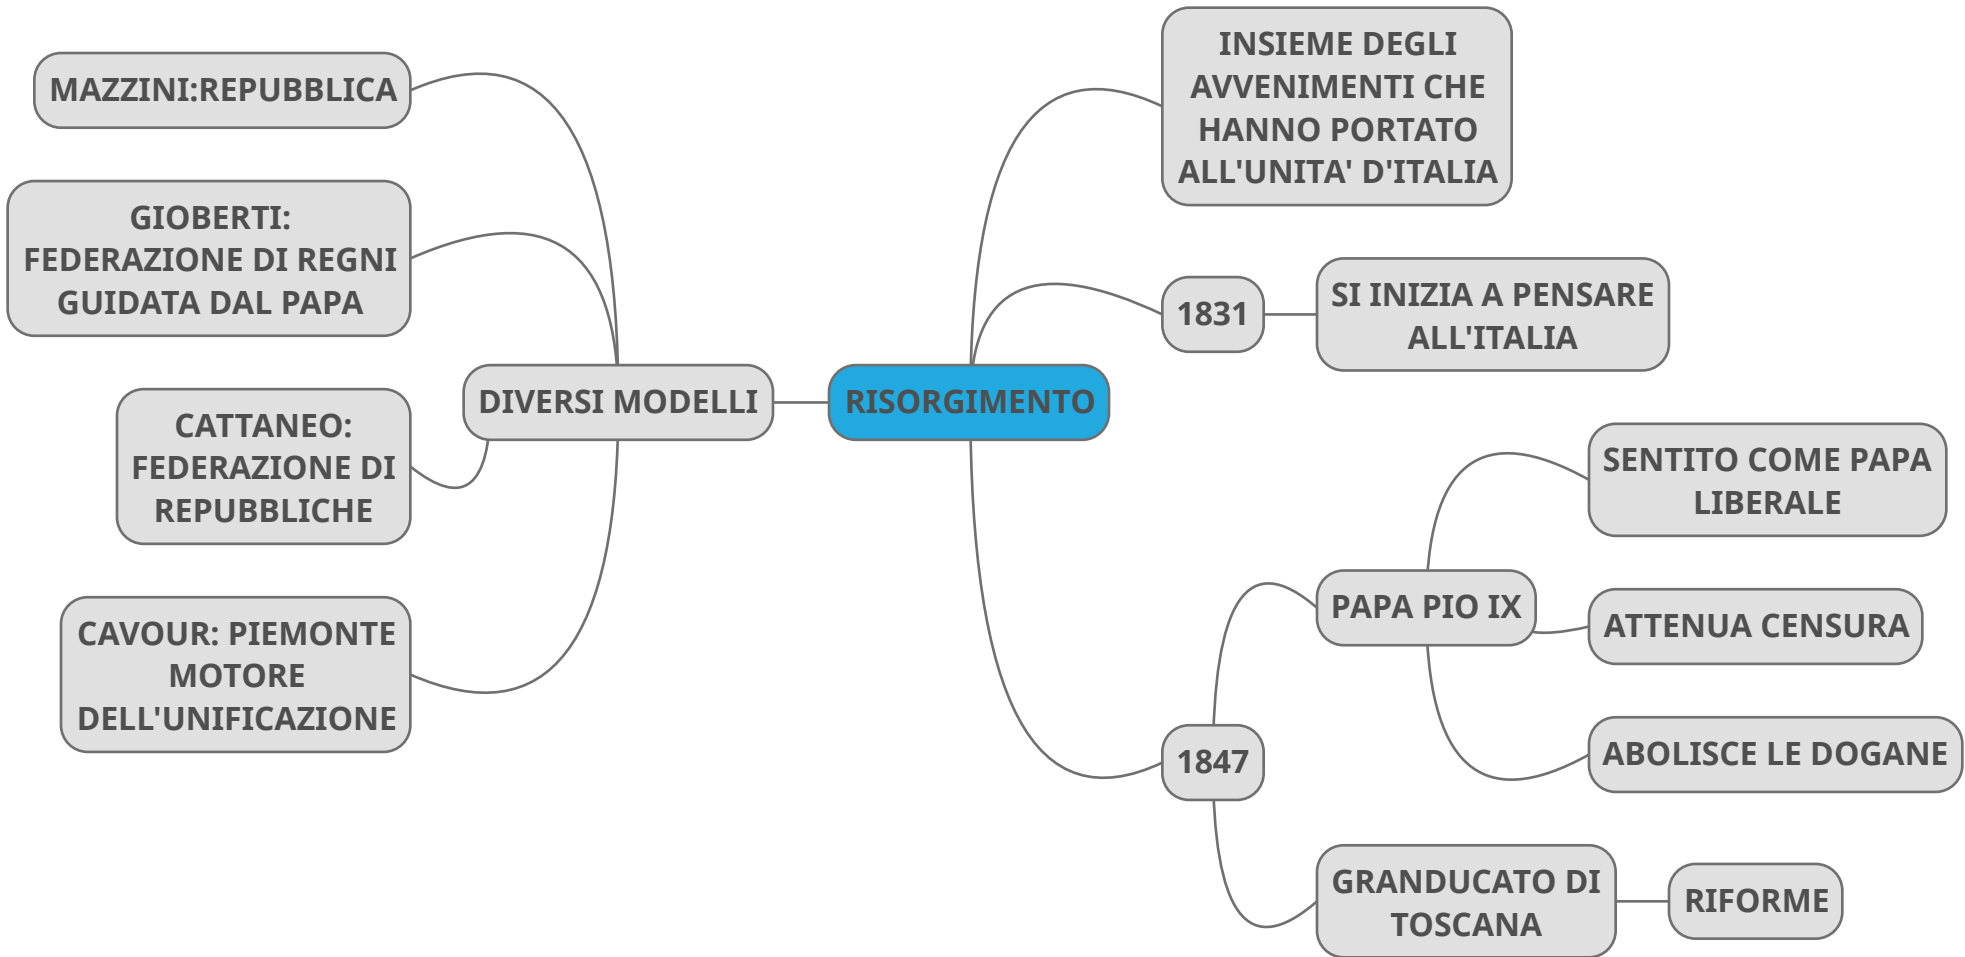 MAZZINI:REPUBBLICA
GIOBERTI:
FEDERAZIONE DI REGNI
GUIDATA DAL PAPA
CATTANEO:
FEDERAZIONE DI
REPUBBLICHE
CAVOUR: PIEMONTE
MOTORE
DELL'UNIFICAZIONE
DIVERSI MODELLI
RISORGIMENTO
INSIEME DEGLI
AVVENIMENTI CHE
HANNO PORTATO
ALL'UNITA' D'ITALIA
1831
SI INIZIA A PENSARE
ALL'ITALIA
1847
PAPA PIO IX
SENTITO COME PAPA
LIBERALE
ATTENUA CENSURA
ABOLISCE LE DOGANE
GRANDUCATO DI
TOSCANA
RIFORME